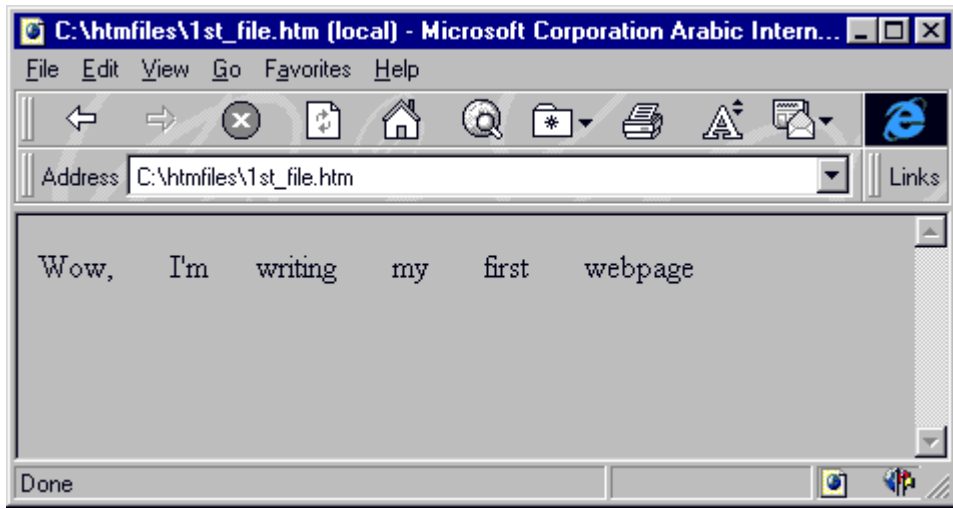 C:\htmfiles\1st_file.htm (local) - Microsoft Corporation Arabic Intern...
File Edit View Go Favorites Help
Address C:\htmfiles\1st_file.htm Links
Wow, I'm writing my first webpage
Done